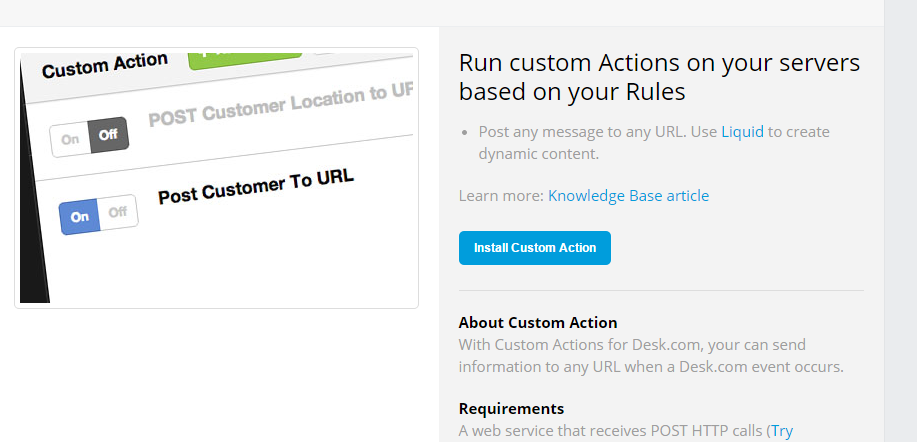 Custom Action
On Off
POST Customer Location to
On Off
Post Customer To URL
Run custom Actions on your servers
based on your Rules
Post any message to any URL. Use Liquid to create
dynamic content.
Learn more: Knowledge Base article
Install Custom Action
About Custom Action
With Custom Actions for Desk.com, your can send
information to any URL when a Desk.com event occurs.
Requirements
A web service that receives POST HTTP calls (Try